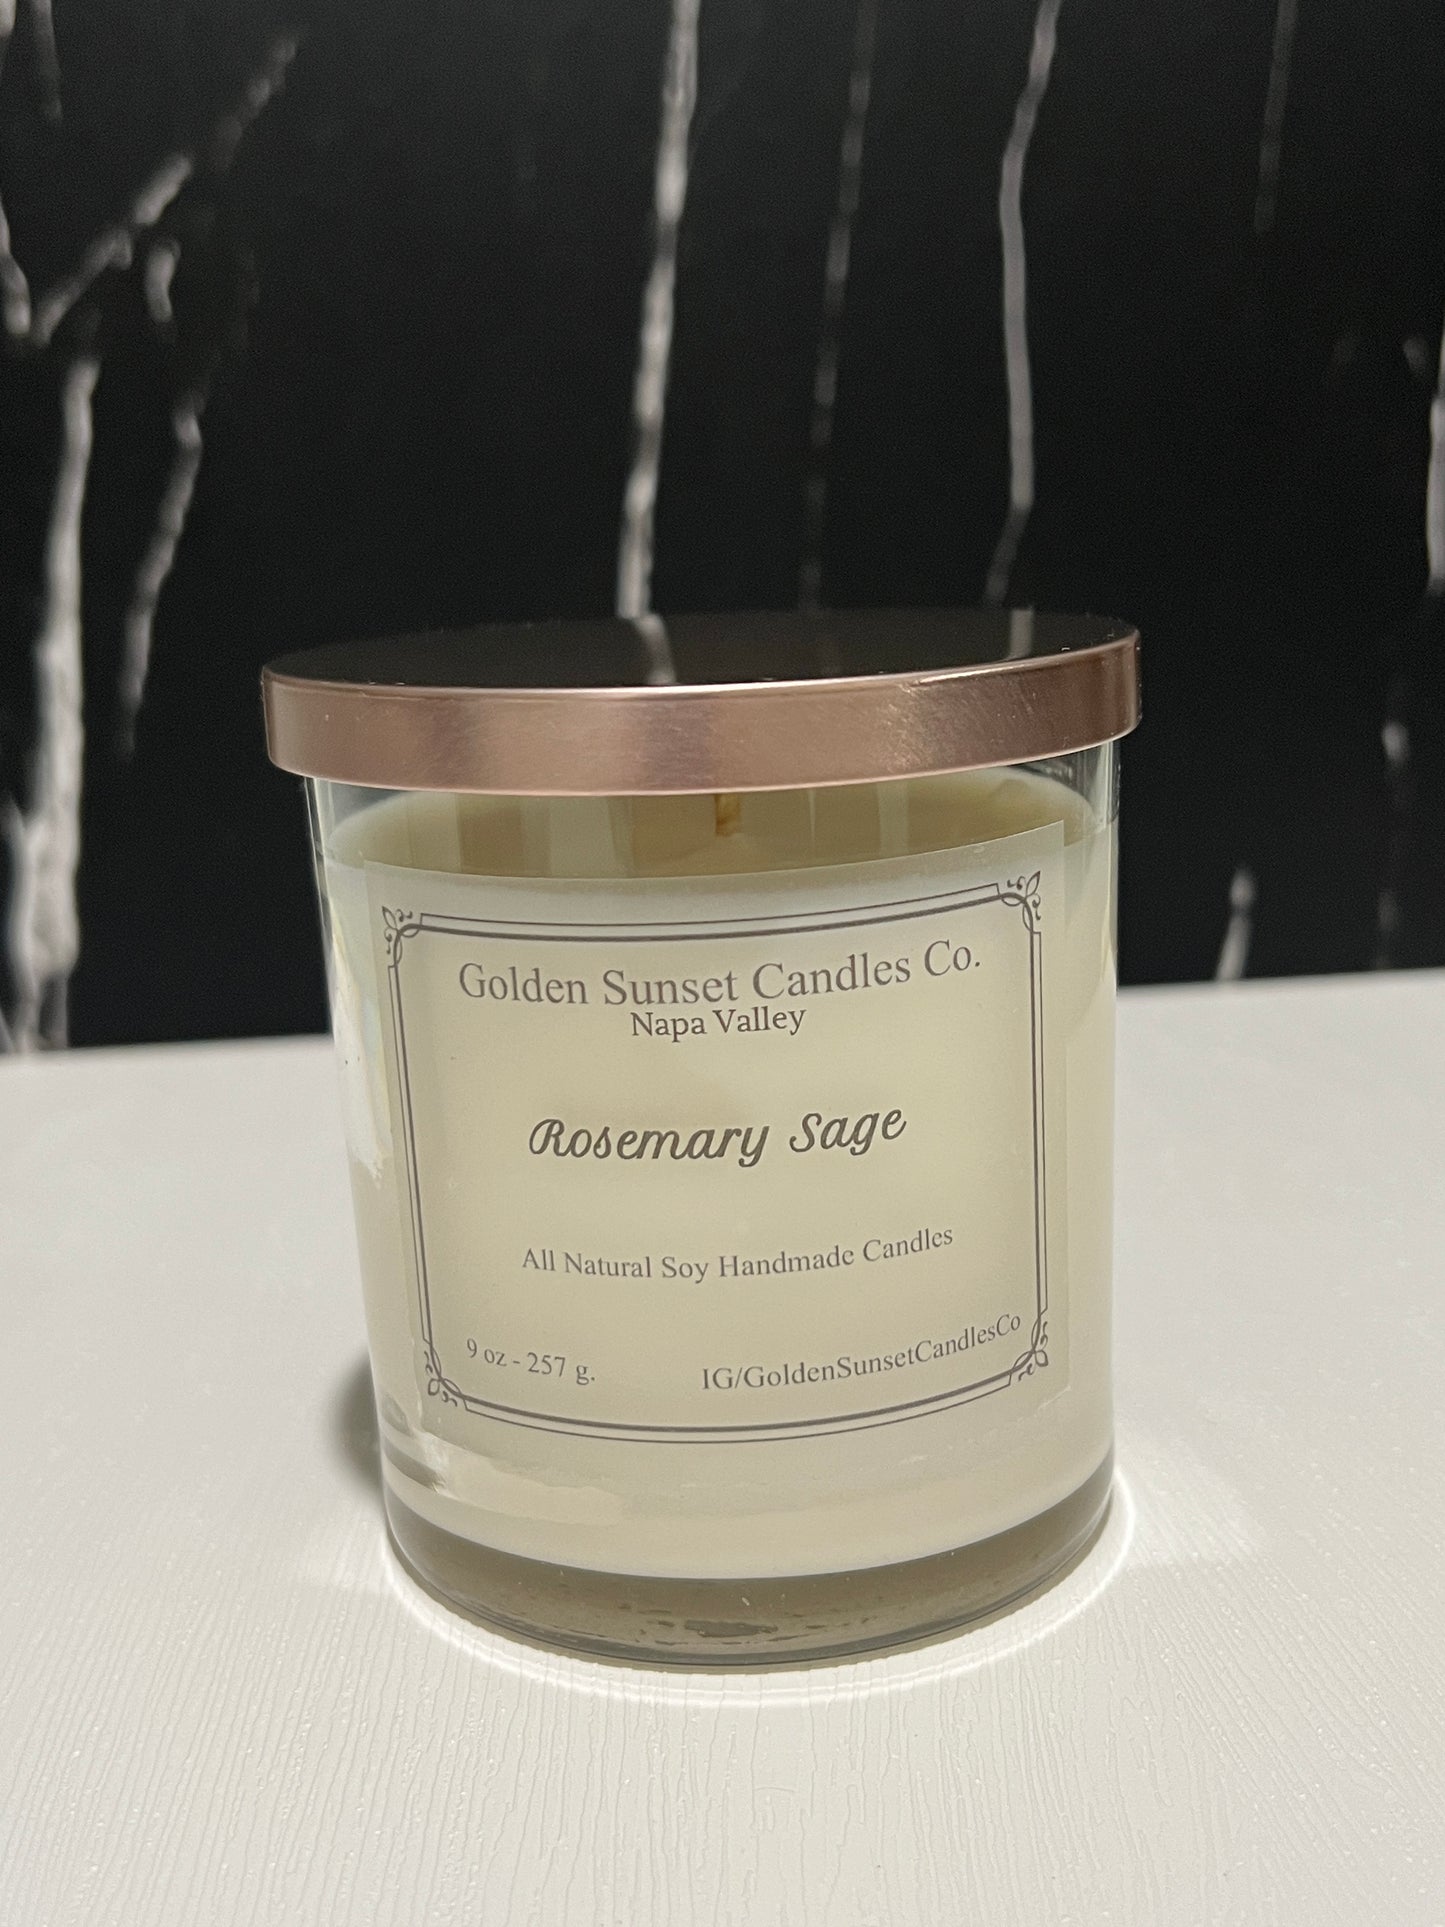 Golden Sunset Candles Co.
Napa Valley
Rosemary Sage
All Natural Soy Handmade Candles
9 oz - 257 g.
IG/GoldenSunsetCandlesCo